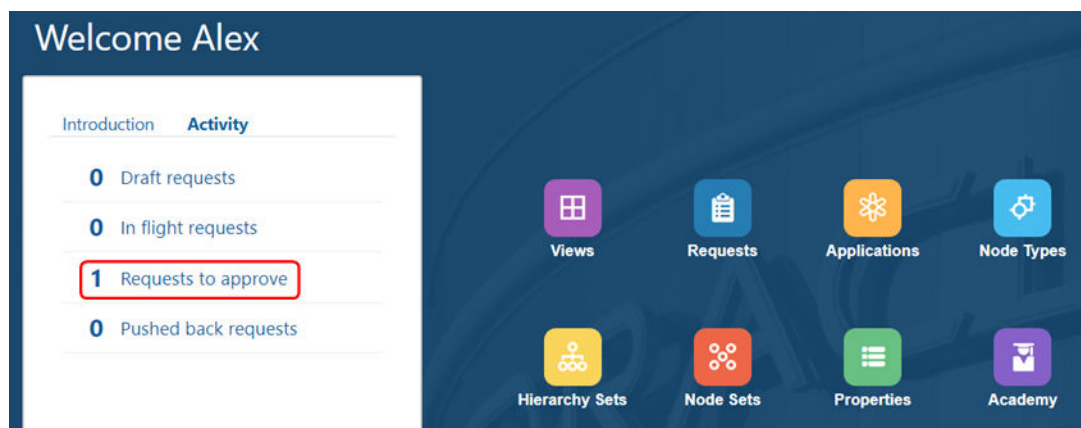 Welcome Alex
Introduction Activity
0 Draft requests
0 In flight requests
1 Requests to approve
0 Pushed back requests
Views Requests Applications Node Types
Hierarchy Sets Node Sets Properties Academy